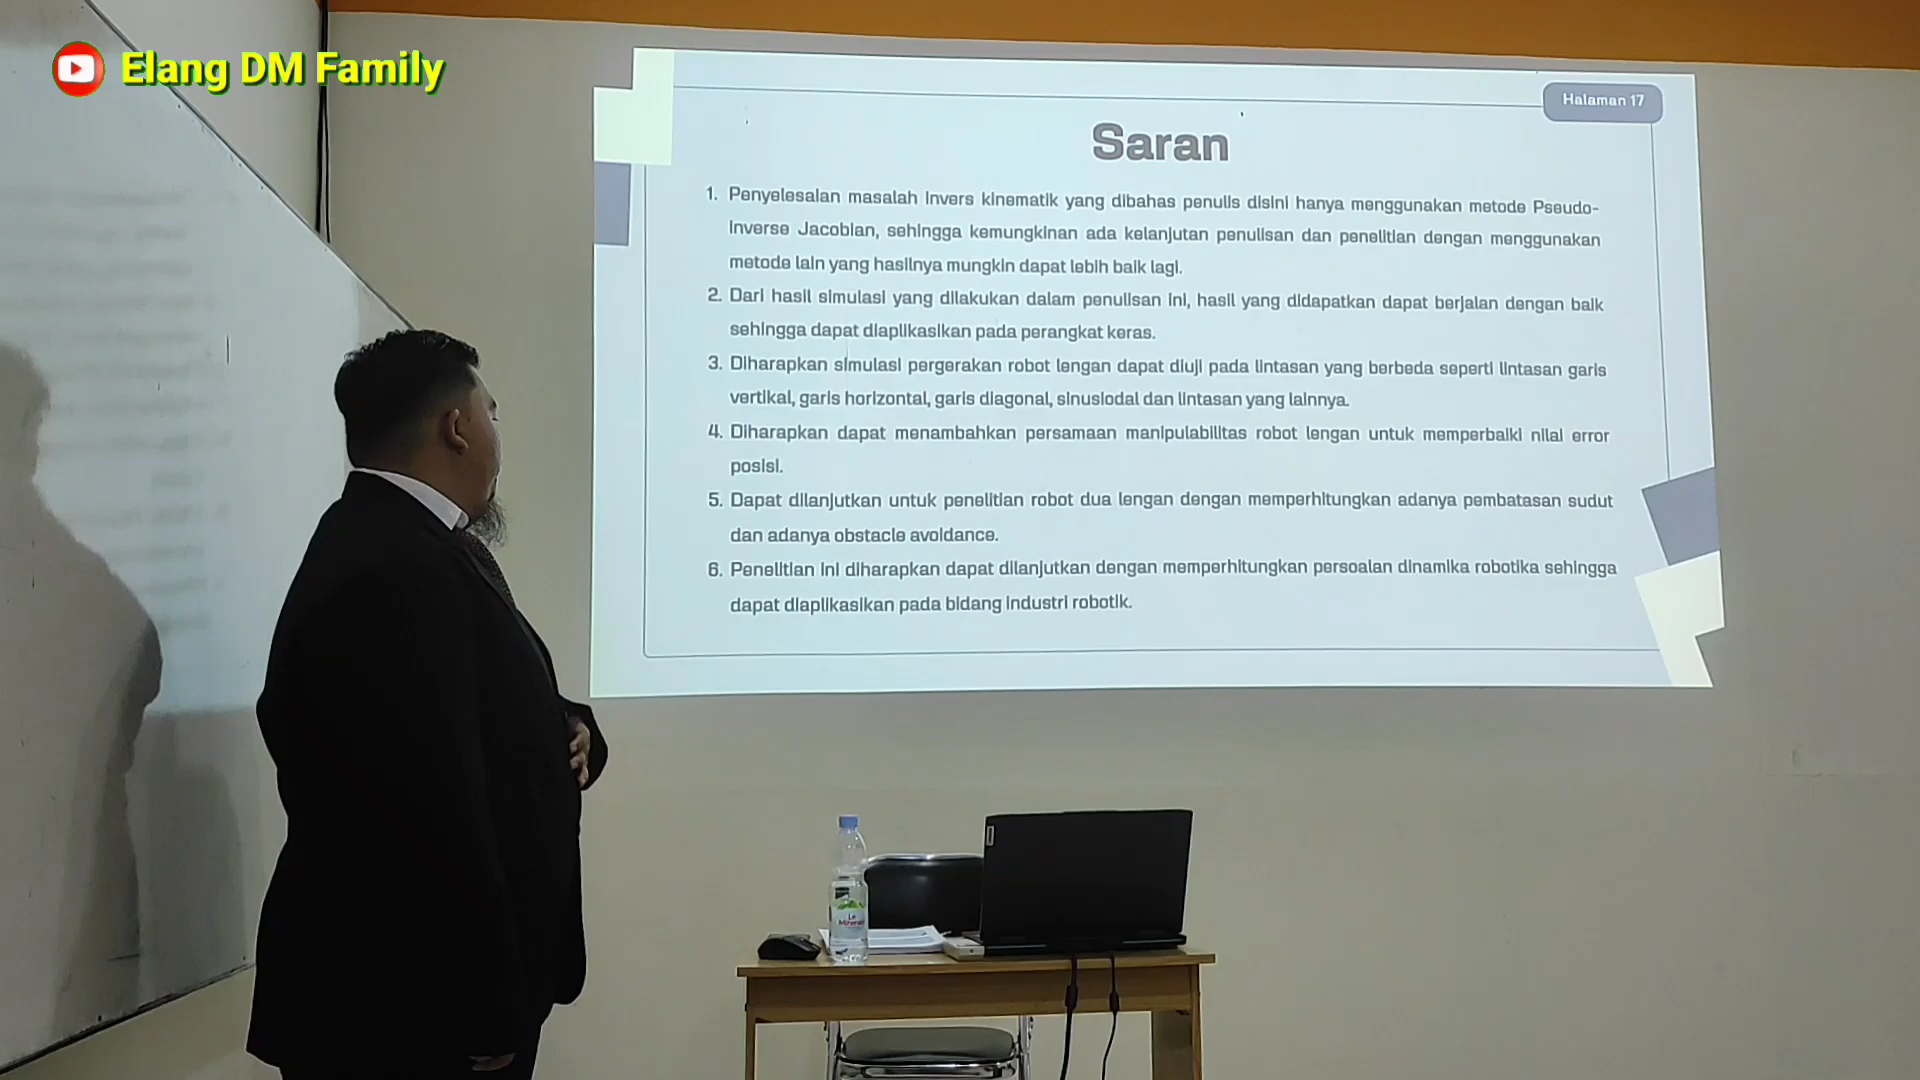 Elang DM Family
Halaman 17
Saran
1. Penyelesaian masalah invers kinematik yang dibahas penulis disini hanya menggunakan metode Pseudo-
Inverse Jacobian, sehingga kemungkinan ada kelanjutan penulisan dan penelitian dengan menggunakan
metode lain yang hasilnya mungkin dapat lebih baik lagi.
2. Dari hasil simulasi yang dilakukan dalam penulisan ini, hasil yang didapatkan dapat berjalan dengan baik
sehingga dapat diaplikasikan pada perangkat keras.
3. Diharapkan simulasi pergerakan robot lengan dapat diuji pada lintasan yang berbeda seperti lintasan garis
vertikal, garis horizontal, garis diagonal, sinusiodal dan lintasan yang lainnya.
4. Diharapkan dapat menambahkan persamaan manipulabilitas robot lengan untuk memperbaiki nilai error
posisi.
5. Dapat dilanjutkan untuk penelitian robot dua lengan dengan memperhitungkan adanya pembatasan sudut
dan adanya obstacle avoidance.
6. Penelitian ini diharapkan dapat dilanjutkan dengan memperhitungkan persoalan dinamika robotika sehingga
dapat diaplikasikan pada bidang industri robotik.
Le
Minerale